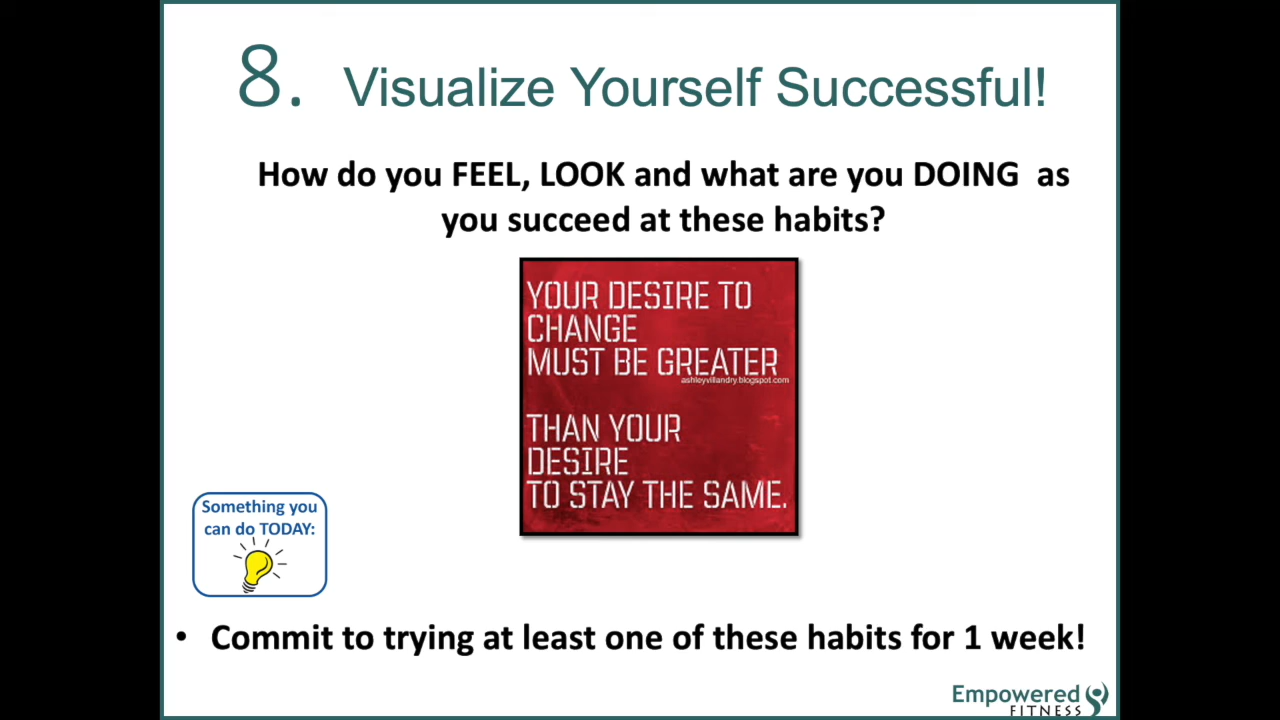 8. Visualize Yourself Successful!
How do you FEEL, LOOK and what are you DOING as
you succeed at these habits?
YOUR DESIRE TO
CHANGE
MUST BE GREATER
ashleyvillandry.blogspot.com
THAN YOUR
DESIRE
TO STAY THE SAME.
Something you
can do TODAY:
• Commit to trying at least one of these habits for 1 week!
Empowered
FITNESS